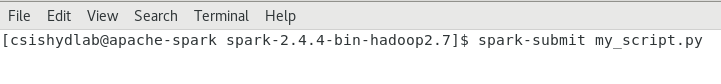 File Edit View Search Terminal Help
[csishydlab@apache-spark spark-2.4.4-bin-hadoop2.7]$ spark-submit my_script.py